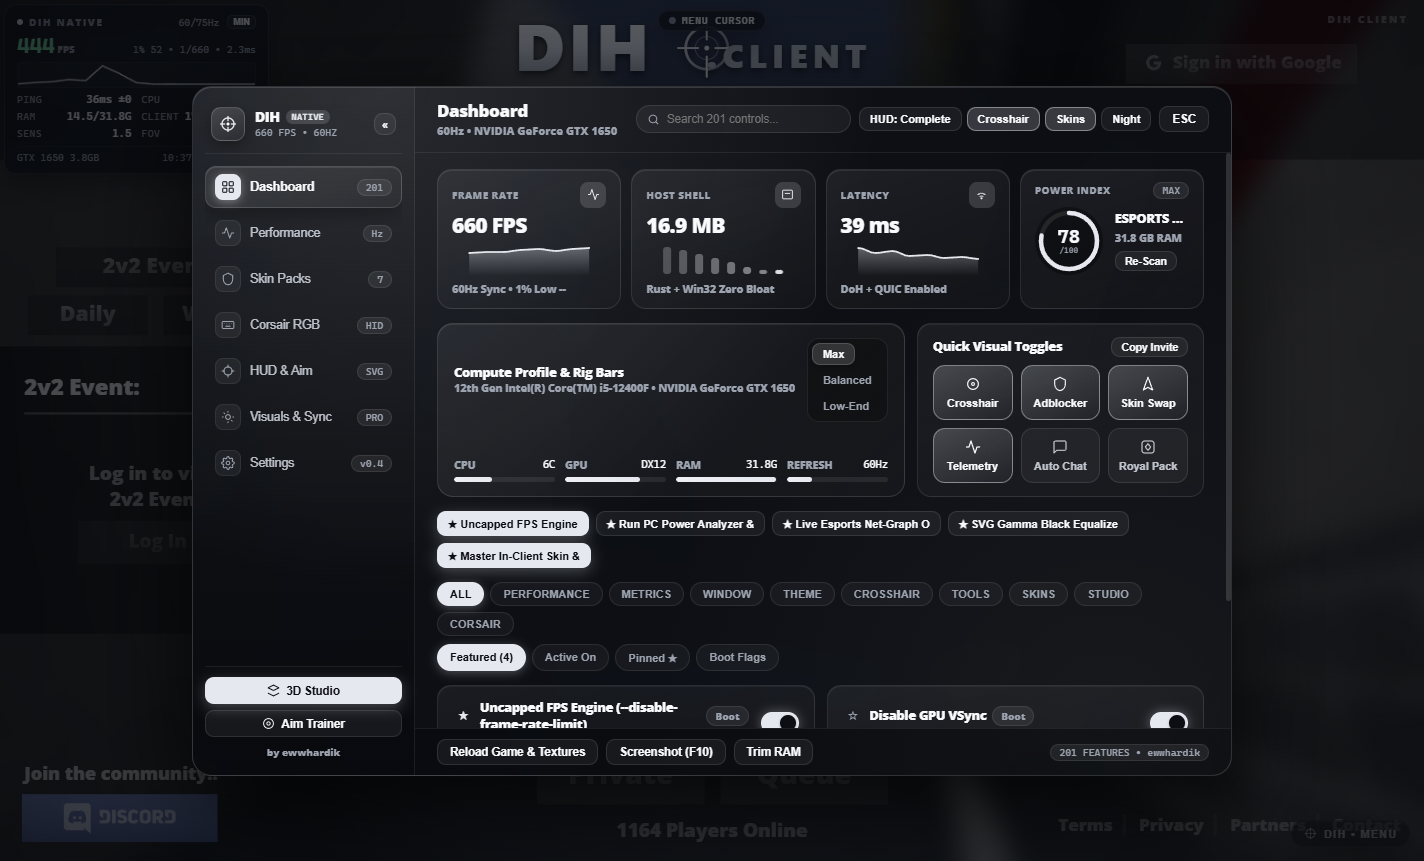 DIH NATIVE 60/75Hz MIN
444 FPS 1% 52 • 1/660 • 2.3ms
PING 36ms ±0 CPU
RAM 14.5/31.8G CLIENT
SENS 1.5 FOV
GTX 1650 3.8GB 10:37
MENU CURSOR
DIH CLIENT
DIH CLIENT
Sign in with Google
DIH NATIVE
660 FPS • 60HZ
«
Dashboard
60Hz • NVIDIA GeForce GTX 1650
Search 201 controls...
HUD: Complete
Crosshair
Skins
Night
ESC
Dashboard 201
Performance Hz
Skin Packs 7
Corsair RGB HID
HUD & Aim SVG
Visuals & Sync PRO
Settings v0.4
3D Studio
Aim Trainer
by ewwhardik
FRAME RATE
660 FPS
60Hz Sync • 1% Low --
HOST SHELL
16.9 MB
Rust + Win32 Zero Bloat
LATENCY
39 ms
DoH + QUIC Enabled
POWER INDEX MAX
78
/100
ESPORTS ...
31.8 GB RAM
Re-Scan
Compute Profile & Rig Bars
12th Gen Intel(R) Core(TM) i5-12400F • NVIDIA GeForce GTX 1650
Max
Balanced
Low-End
CPU 6C GPU DX12 RAM 31.8G REFRESH 60Hz
Quick Visual Toggles
Copy Invite
Crosshair
Adblocker
Skin Swap
Telemetry
Auto Chat
Royal Pack
★ Uncapped FPS Engine
★ Run PC Power Analyzer &
★ Live Esports Net-Graph O
★ SVG Gamma Black Equalize
★ Master In-Client Skin &
ALL PERFORMANCE METRICS WINDOW THEME CROSSHAIR TOOLS SKINS STUDIO
CORSAIR
Featured (4) Active On Pinned ★ Boot Flags
★ Uncapped FPS Engine (--disable-
frame-rate-limit)
Boot
☆ Disable GPU VSync Boot
Reload Game & Textures
Screenshot (F10)
Trim RAM
201 FEATURES • ewwhardik
2v2 Even
Daily W
2v2 Event:
Log in to vi
2v2 Even
Log In
Join the community!!
DISCORD
Private
Queue
1164 Players Online
Terms Privacy Partners
DIH • MENU